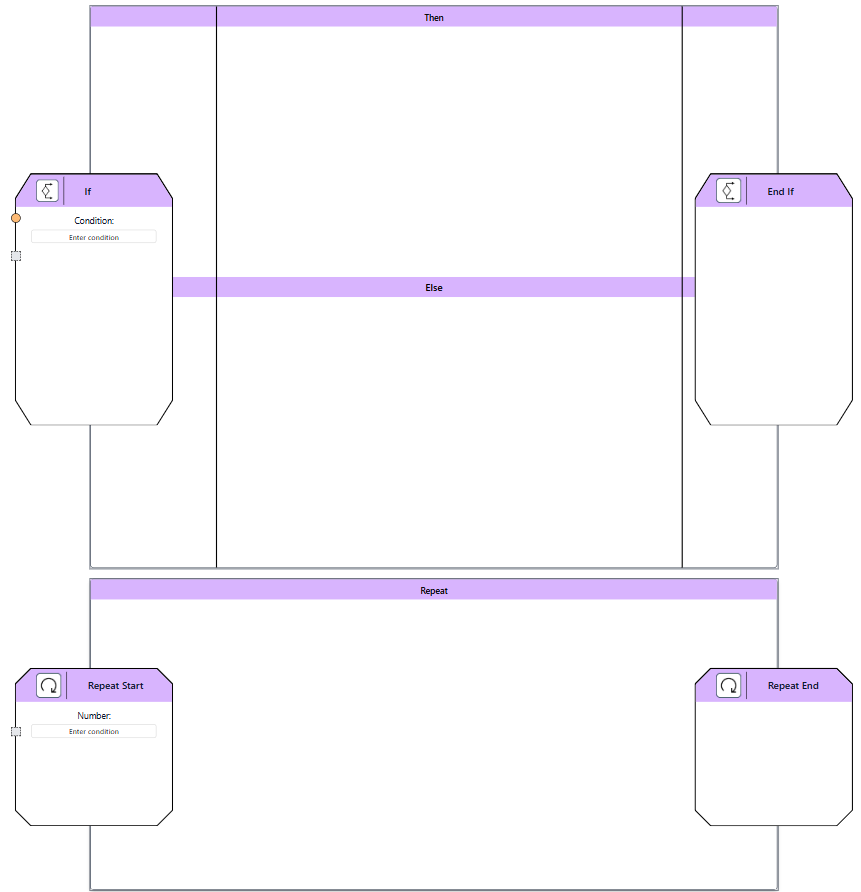 Then
If
End If
Condition:
Enter condition
Else
Repeat
Repeat Start
Repeat End
Number:
Enter condition